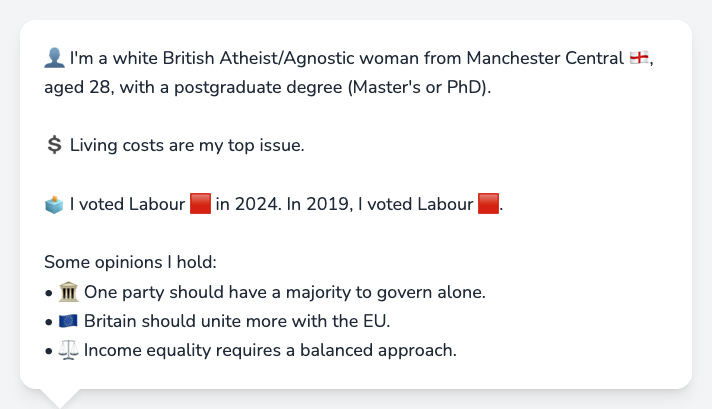 👤 I'm a white British Atheist/Agnostic woman from Manchester Central 🏴󠁧󠁢󠁥󠁮󠁧󠁿,
aged 28, with a postgraduate degree (Master's or PhD).
💲 Living costs are my top issue.
🗳️ I voted Labour 🟥 in 2024. In 2019, I voted Labour 🟥.
Some opinions I hold:
• 🏛️ One party should have a majority to govern alone.
• 🇪🇺 Britain should unite more with the EU.
• ⚖️ Income equality requires a balanced approach.